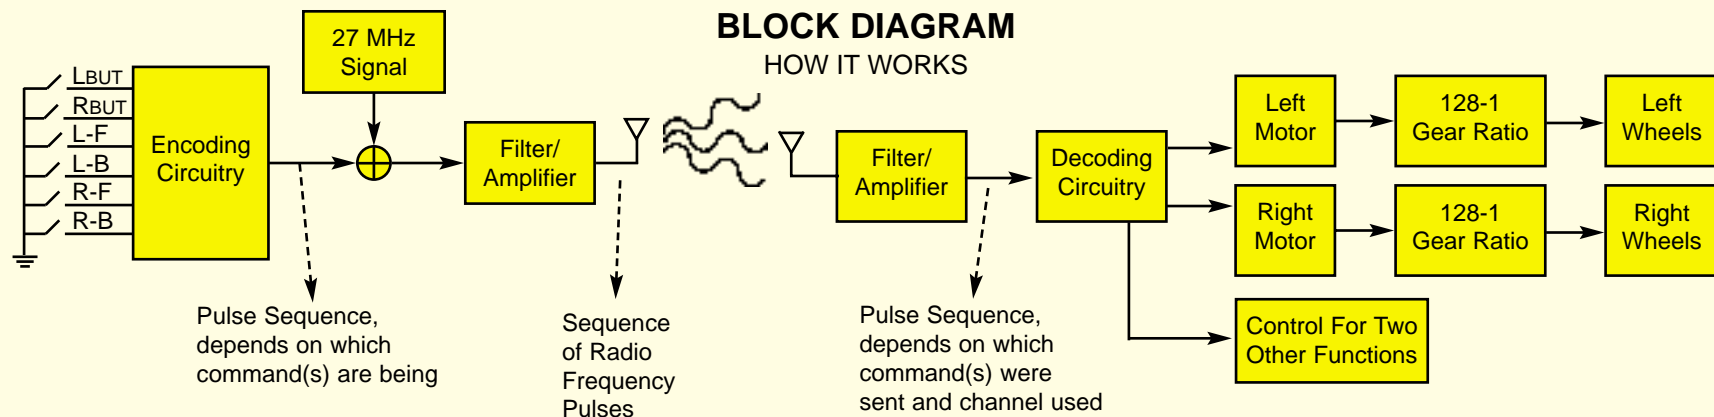 BLOCK DIAGRAM
HOW IT WORKS
27 MHz
Signal
LBUT
RBUT
L-F
L-B
R-F
R-B
Encoding
Circuitry
Filter/
Amplifier
Filter/
Amplifier
Decoding
Circuitry
Left
Motor
128-1
Gear Ratio
Left
Wheels
Right
Motor
128-1
Gear Ratio
Right
Wheels
Control For Two
Other Functions
Pulse Sequence,
depends on which
command(s) are being
Sequence
of Radio
Frequency
Pulses
Pulse Sequence,
depends on which
command(s) were
sent and channel used